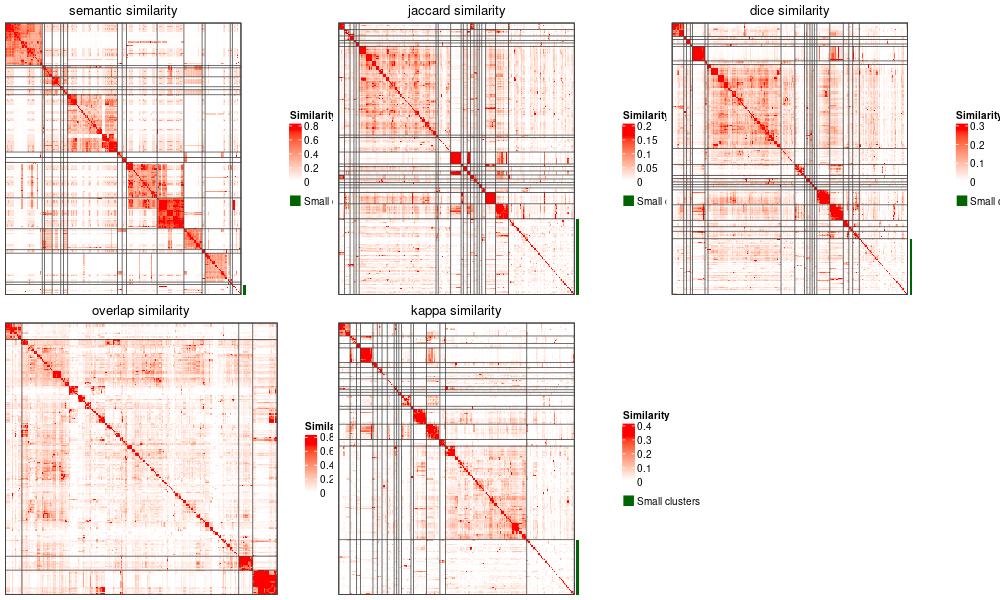 semantic similarity
Similarity
0.8
0.6
0.4
0.2
0
Small
jaccard similarity
Similarity
0.2
0.15
0.1
0.05
0
Small
dice similarity
Similarity
0.3
0.2
0.1
0
Small
overlap similarity
Simila
0.8
0.6
0.4
0.2
0
kappa similarity
Similarity
0.4
0.3
0.2
0.1
0
Small clusters